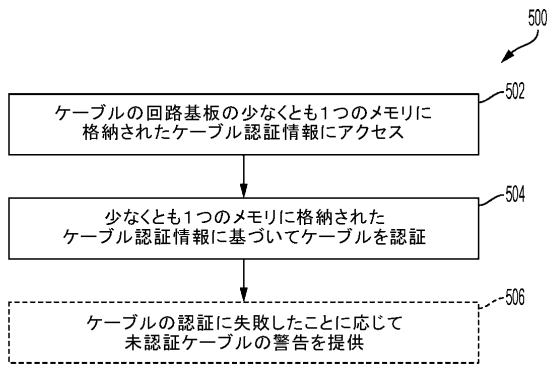 500
502
ケーブルの回路基板の少なくとも1つのメモリに
格納されたケーブル認証情報にアクセス
504
少なくとも1つのメモリに格納された
ケーブル認証情報に基づいてケーブルを認証
506
ケーブルの認証に失敗したことに応じて
未認証ケーブルの警告を提供